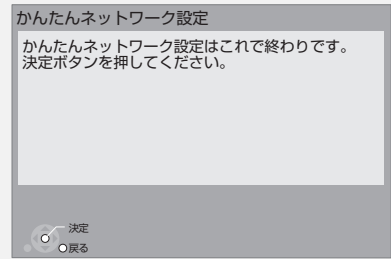 かんたんネットワーク設定
かんたんネットワーク設定はこれで終わりです。
決定ボタンを押してください。
決定
戻る